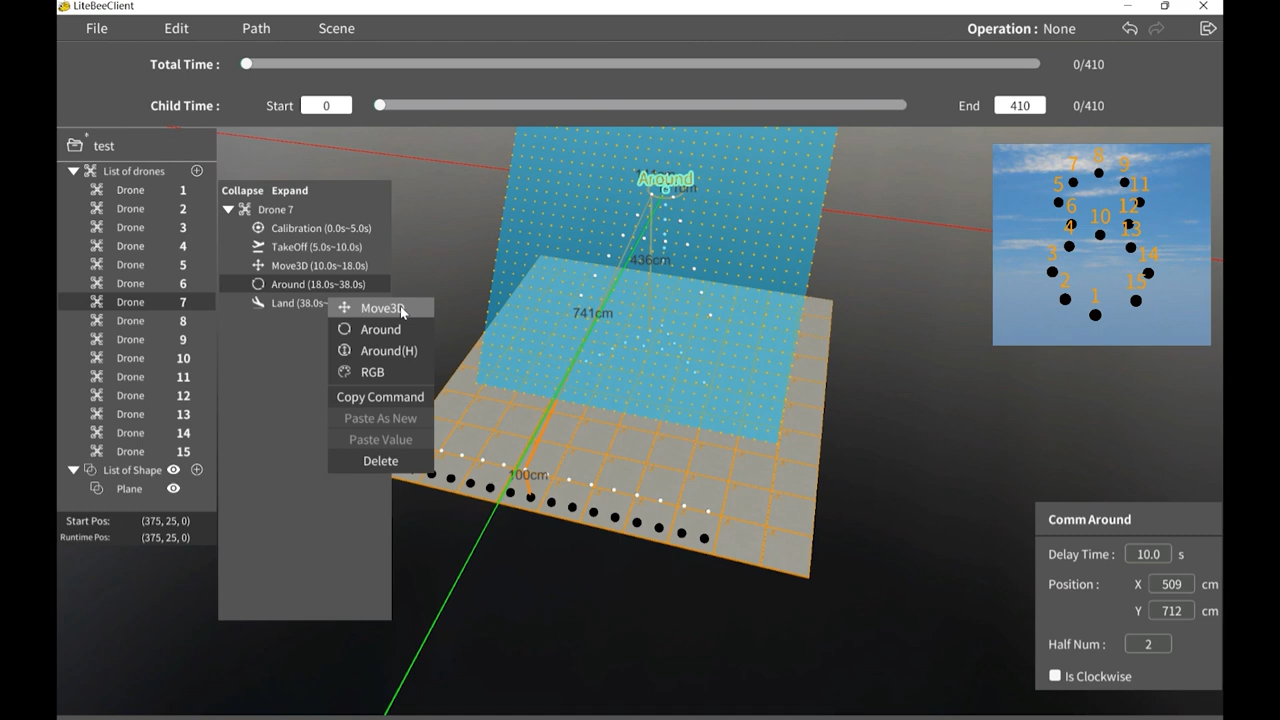 LiteBeeClient
File Edit Path Scene Operation : None
Total Time : 0/410
Child Time : Start 0 End 410 0/410
test
List of drones
Drone 1
Drone 2
Drone 3
Drone 4
Drone 5
Drone 6
Drone 7
Drone 8
Drone 9
Drone 10
Drone 11
Drone 12
Drone 13
Drone 14
Drone 15
List of Shape
Plane
Start Pos: (375, 25, 0)
Runtime Pos: (375, 25, 0)
Collapse Expand
Drone 7
Calibration (0.0s~5.0s)
TakeOff (5.0s~10.0s)
Move3D (10.0s~18.0s)
Around (18.0s~38.0s)
Land (38.0s~
Move3D
Around
Around(H)
RGB
Copy Command
Paste As New
Paste Value
Delete
Around
436cm
741cm
100cm
8
7 9
5 11
6 12
10
4 13
3 14
2 15
1
Comm Around
Delay Time : 10.0 s
Position : X 509 cm
Y 712 cm
Half Num : 2
Is Clockwise